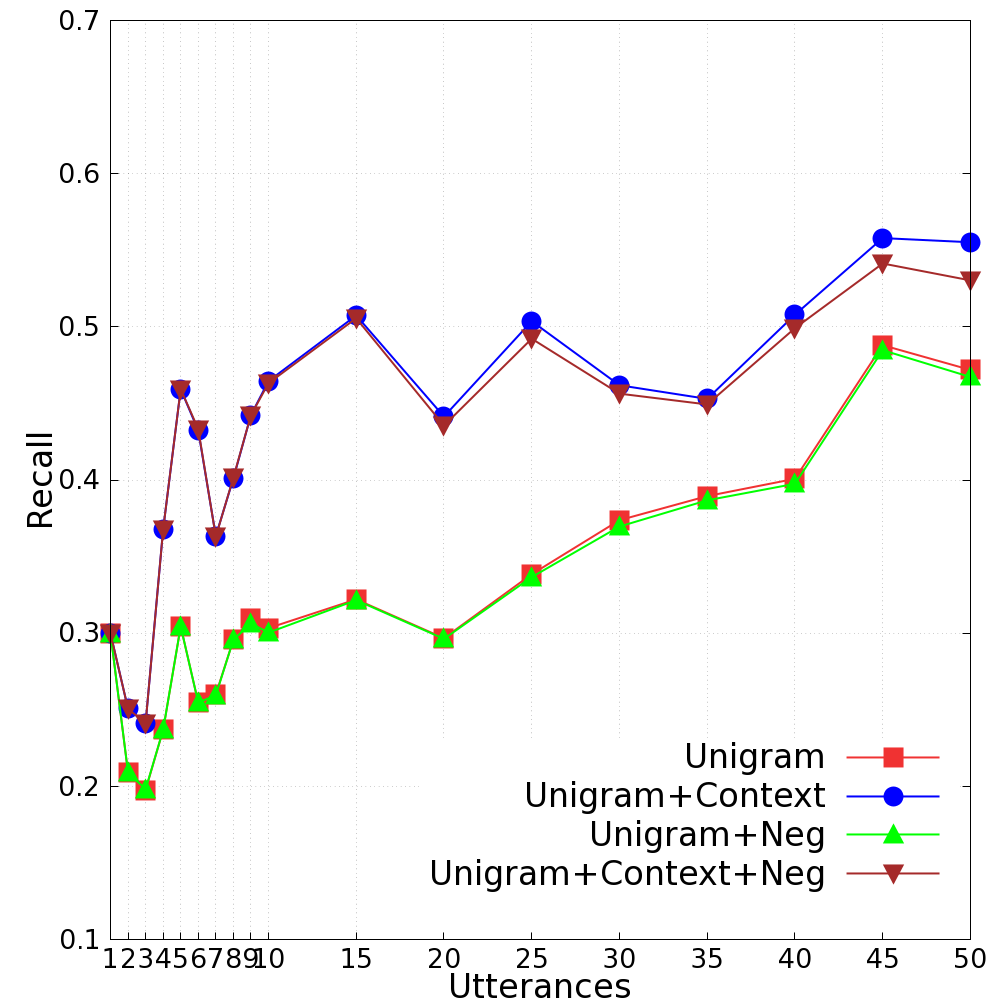 0.7
0.6
0.5
0.4
0.3
0.2
0.1
Recall
Unigram
Unigram+Context
Unigram+Neg
Unigram+Context+Neg
1 2 3 4 5 6 7 8 9 10 15 20 25 30 35 40 45 50
Utterances